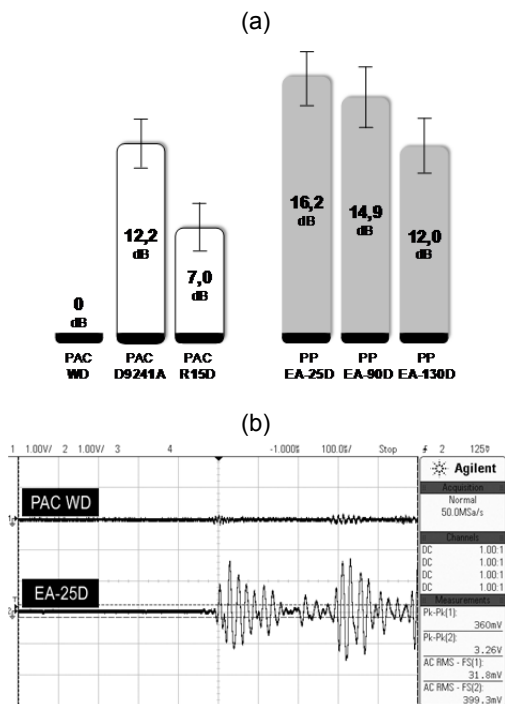 (a)
16,2
dB
14,9
dB
12,2
dB
12,0
dB
7,0
dB
0
dB
PAC
WD
PAC
D9241A
PAC
R15D
PP
EA-25D
PP
EA-90D
PP
EA-130D
(b)
1 1.00V/ 2 1.00V/ 3 4 -1.000s 100.0s/ Stop 2 125
Agilent
Acquisition
Normal
50.0MSa/s
Channels
DC 1.00:1
DC 1.00:1
DC 1.00:1
DC 1.00:1
Measurements
Pk-Pk(1):
360mV
Pk-Pk(2):
3.26V
AC RMS - FS(1):
31.8mV
AC RMS - FS(2):
399.3mV
PAC WD
EA-25D